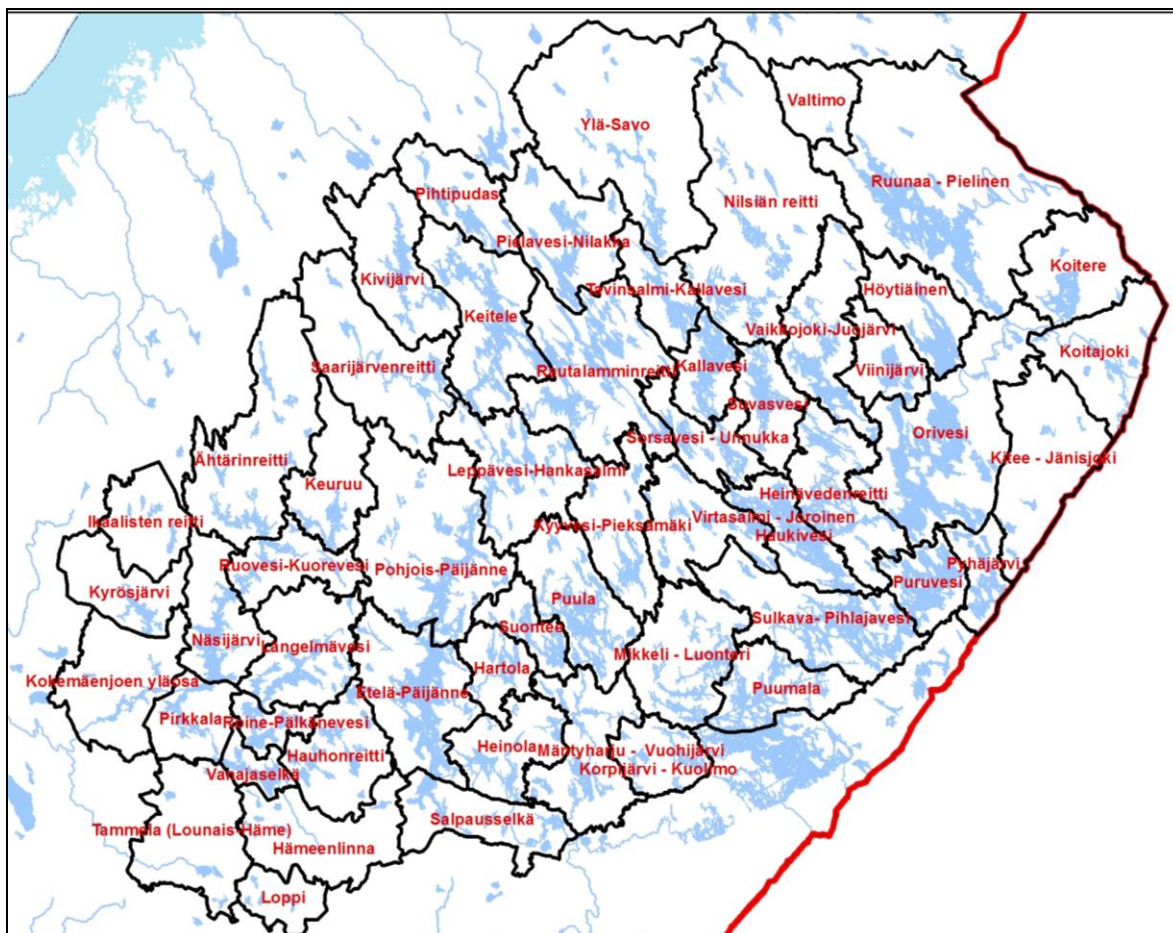 Valtimo
Ylä-Savo
Ruunaa - Pielinen
Pihtipudas
Nilsiän reitti
Pielavesi-Nilakka
Koitere
Kivijärvi
Tavinsalmi-Kallavesi
Höytiäinen
Keitele
Vaikkojoki-Juojärvi
Koitajoki
Saarijärvenreitti
Rautalamminreitti
Kallavesi
Viinijärvi
Suvasvesi
Orivesi
Sorsavesi - Unnukka
Kitee - Jänisjoki
Ähtärinreitti
Keuruu
Leppävesi-Hankasalmi
Heinävedenreitti
Ikaalisten reitti
Kyyvesi-Pieksämäki
Virtasalmi - Joroinen
Haukivesi
Ruovesi-Kuorevesi
Pohjois-Päijänne
Pyhäjärvi
Puruvesi
Kyrösjärvi
Puula
Sulkava- Pihlajavesi
Suontee
Näsijärvi
Längelmävesi
Mikkeli - Luonteri
Hartola
Kokemäenjoen yläosa
Etelä-Päijänne
Puumala
Pirkkala
Roine-Pälkänevesi
Heinola
Mäntyharju - Vuohijärvi
Hauhonreitti
Korpijärvi - Kuolimo
Vanajaselkä
Salpausselkä
Tammela (Lounais-Häme)
Hämeenlinna
Loppi